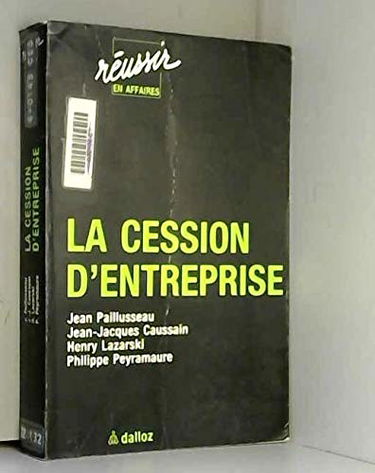 réussir
EN AFFAIRES
LA CESSION
D'ENTREPRISE
Jean Paillusseau
Jean-Jacques Caussain
Henry Lazarski
Philippe Peyramaure
dalloz
LA CESSION
D'ENTREPRISE